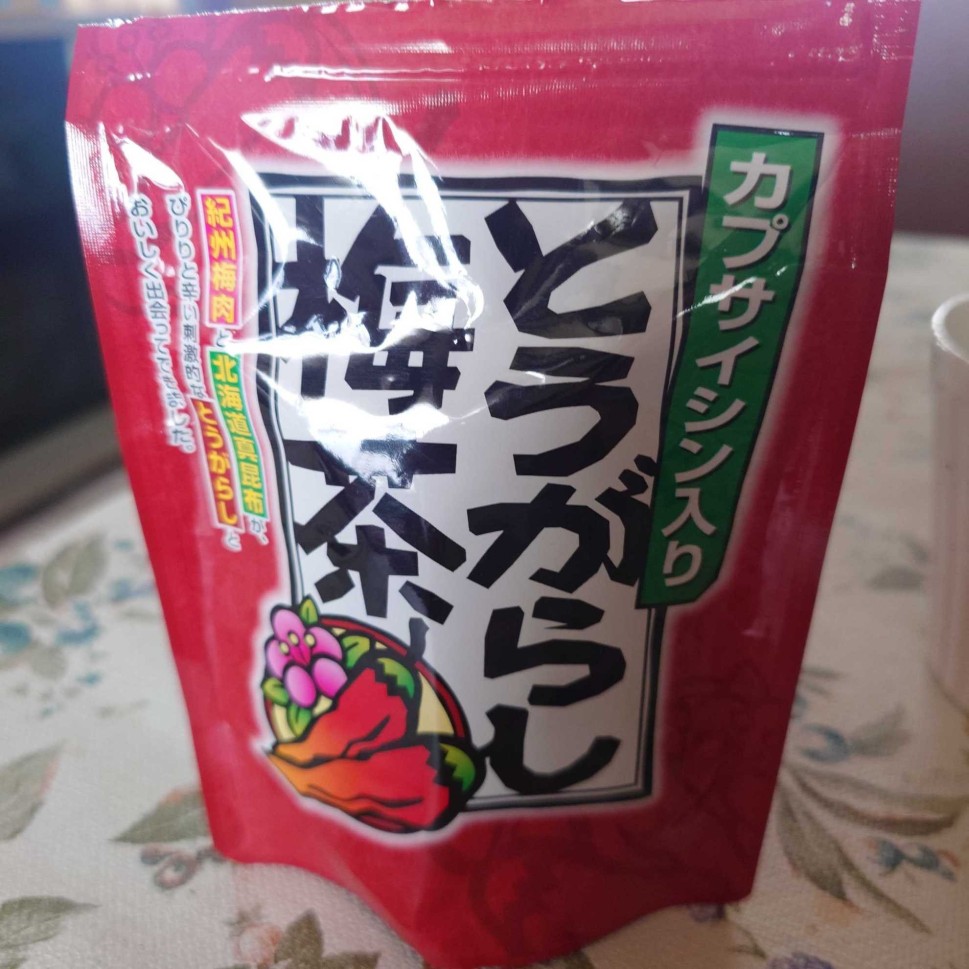 カプサイシン入り
とうがらし
梅茶
紀州梅肉と北海道真昆布が、
ぴりりと辛い刺激的なとうがらしと
おいしく出会ってできました。